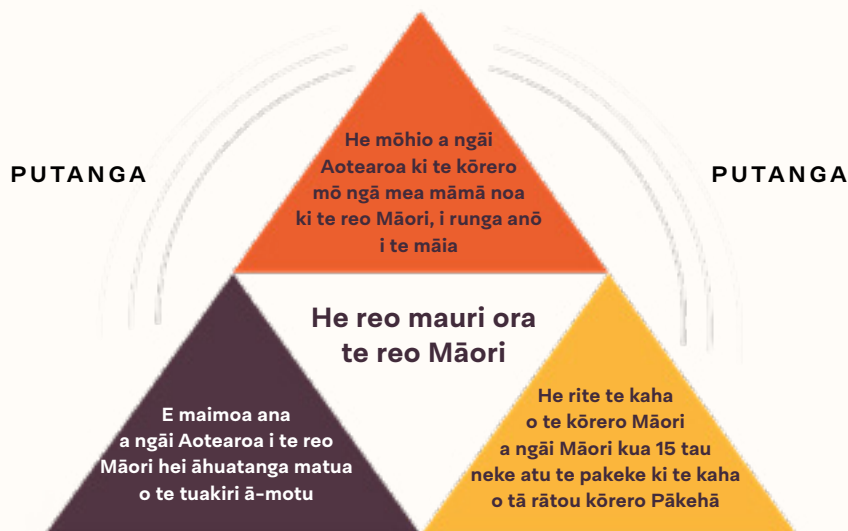 He mōhio a ngāi
Aotearoa ki te kōrero
mō ngā mea māmā noa
ki te reo Māori, i runga anō
i te māia
PUTANGA
PUTANGA
He reo mauri ora
te reo Māori
E maimoa ana
a ngāi Aotearoa i te reo
Māori hei āhuatanga matua
o te tuakiri ā-motu
He rite te kaha
o te kōrero Māori
a ngāi Māori kua 15 tau
neke atu te pakeke ki te kaha
o tā rātou kōrero Pākehā